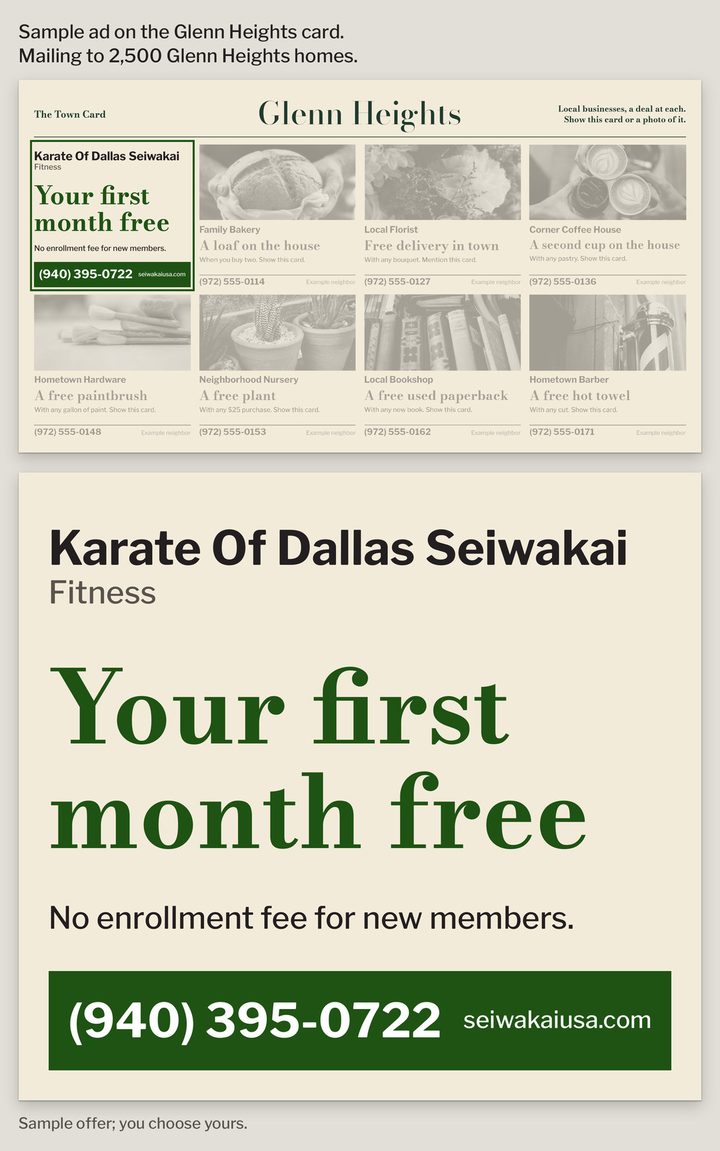 Sample ad on the Glenn Heights card.
Mailing to 2,500 Glenn Heights homes.
The Town Card
Glenn Heights
Local businesses, a deal at each.
Show this card or a photo of it.
Karate Of Dallas Seiwakai
Fitness
Your first
month free
No enrollment fee for new members.
(940) 395-0722 seiwakaiusa.com
Family Bakery
A loaf on the house
When you buy two. Show this card.
(972) 555-0114 Example neighbor
Local Florist
Free delivery in town
With any bouquet. Mention this card.
(972) 555-0127 Example neighbor
Corner Coffee House
A second cup on the house
With any pastry. Show this card.
(972) 555-0136 Example neighbor
Hometown Hardware
A free paintbrush
With any gallon of paint. Show this card.
(972) 555-0148 Example neighbor
Neighborhood Nursery
A free plant
With any $25 purchase. Show this card.
(972) 555-0153 Example neighbor
Local Bookshop
A free used paperback
With any new book. Show this card.
(972) 555-0162 Example neighbor
Hometown Barber
A free hot towel
With any cut. Show this card.
(972) 555-0171 Example neighbor
Karate Of Dallas Seiwakai
Fitness
Your first
month free
No enrollment fee for new members.
(940) 395-0722 seiwakaiusa.com
Sample offer; you choose yours.